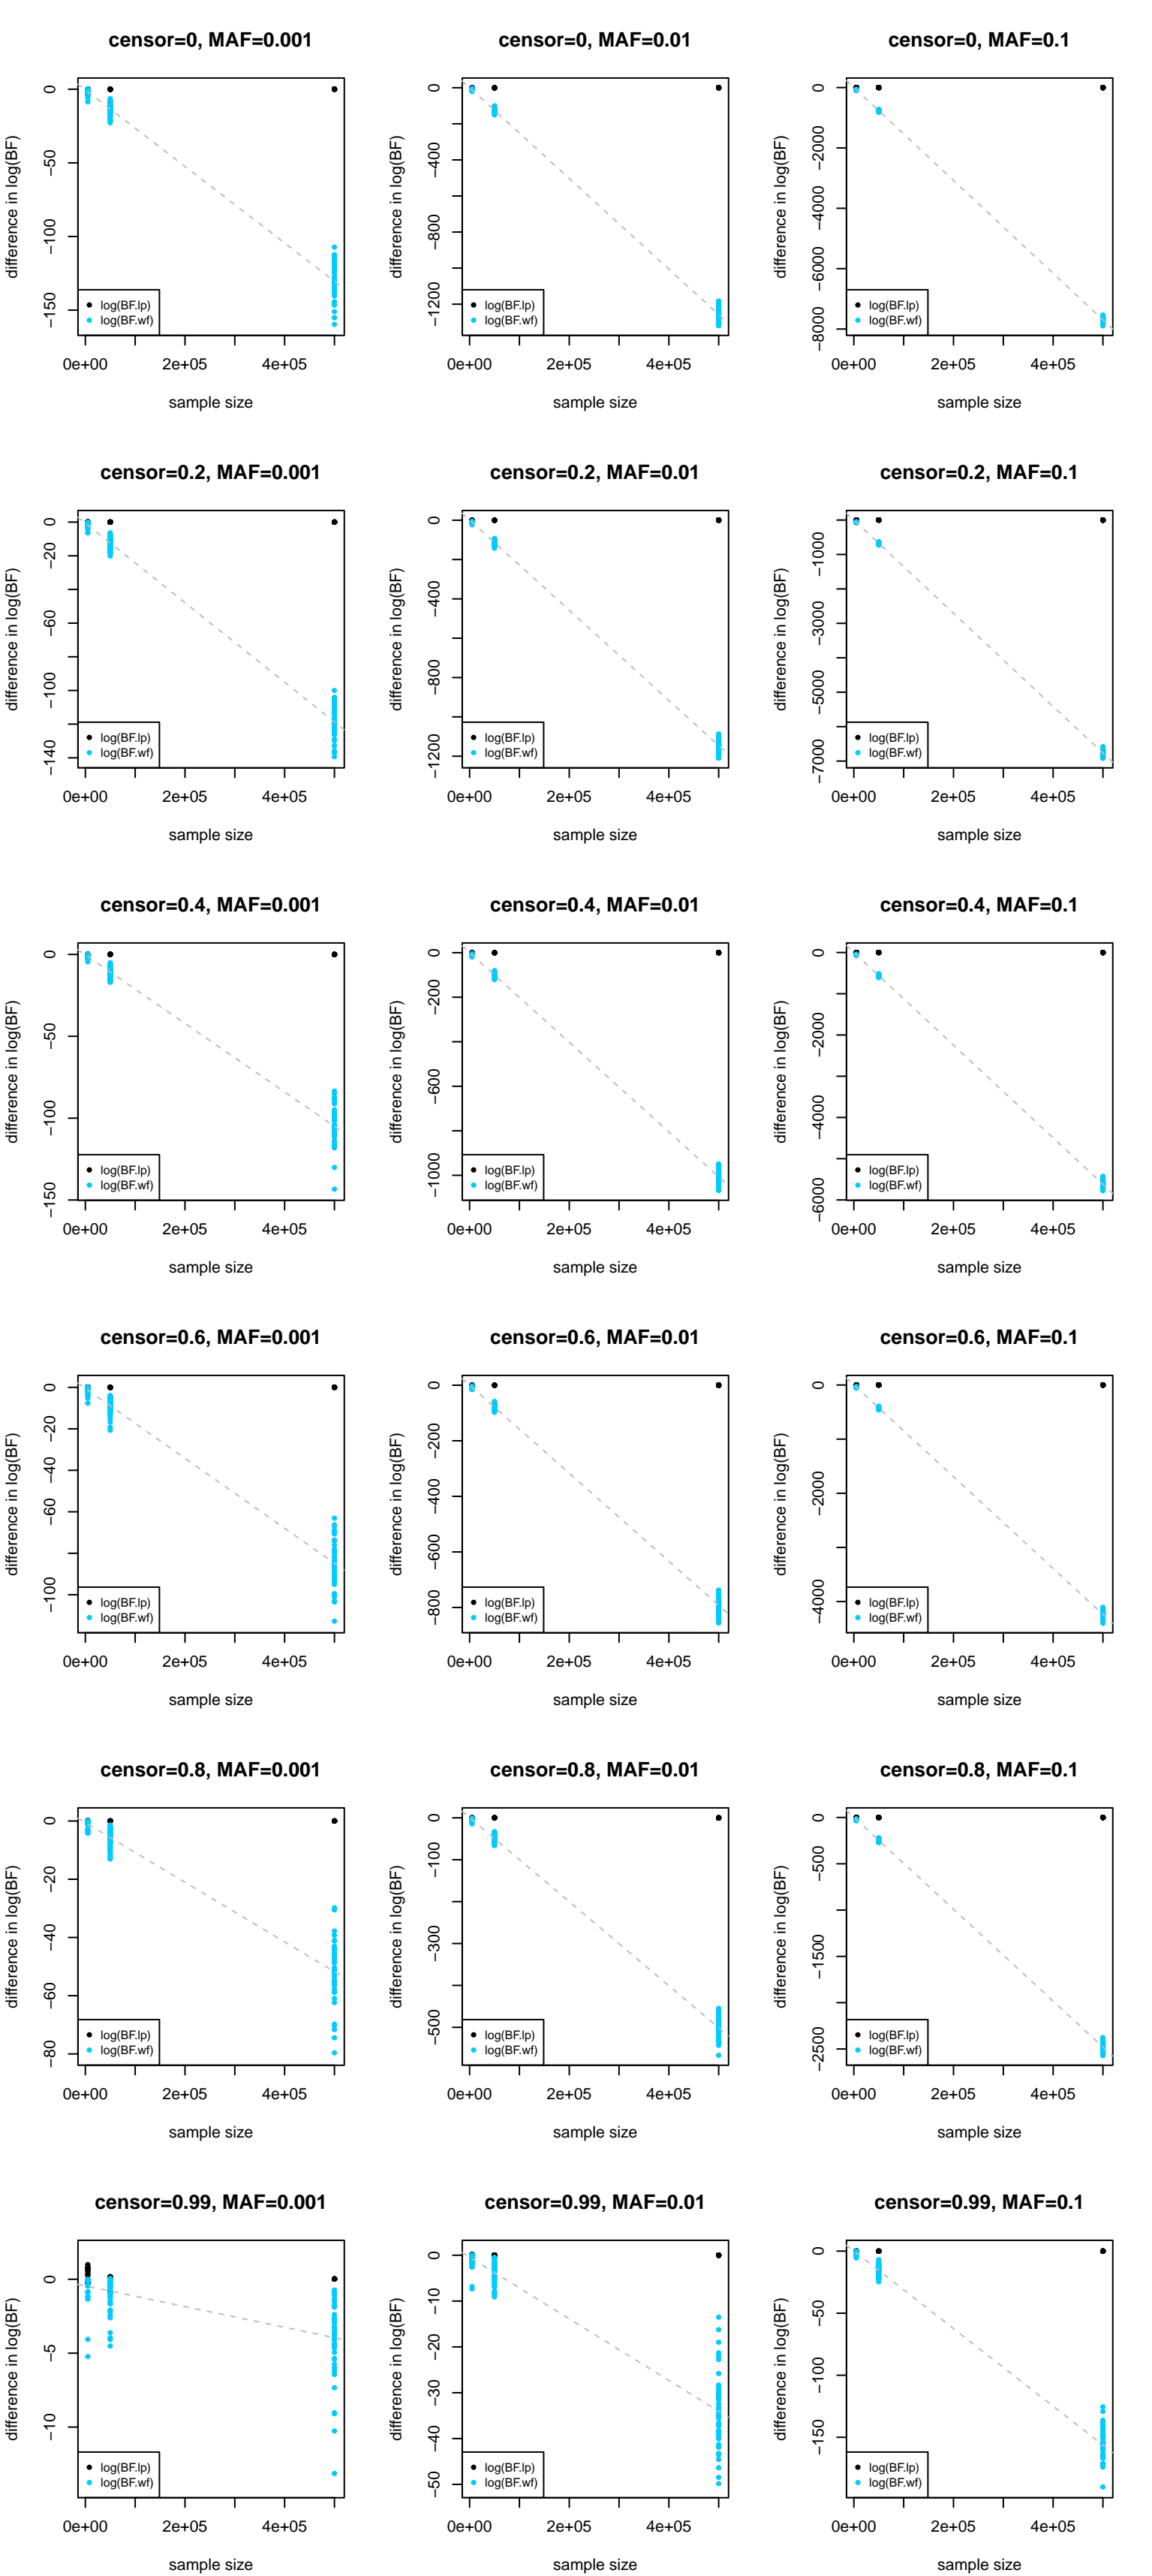 censor=0, MAF=0.001
difference in log(BF)
0
−50
−100
−150
log(BF.lp)
log(BF.wf)
0e+00 2e+05 4e+05
sample size
censor=0, MAF=0.01
difference in log(BF)
0
−400
−800
−1200
log(BF.lp)
log(BF.wf)
0e+00 2e+05 4e+05
sample size
censor=0, MAF=0.1
difference in log(BF)
0
−2000
−4000
−6000
−8000
log(BF.lp)
log(BF.wf)
0e+00 2e+05 4e+05
sample size
censor=0.2, MAF=0.001
difference in log(BF)
0
−20
−60
−100
−140
log(BF.lp)
log(BF.wf)
0e+00 2e+05 4e+05
sample size
censor=0.2, MAF=0.01
difference in log(BF)
0
−400
−800
−1200
log(BF.lp)
log(BF.wf)
0e+00 2e+05 4e+05
sample size
censor=0.2, MAF=0.1
difference in log(BF)
−1000
−3000
−5000
−7000
log(BF.lp)
log(BF.wf)
0e+00 2e+05 4e+05
sample size
censor=0.4, MAF=0.001
difference in log(BF)
0
−50
−100
−150
log(BF.lp)
log(BF.wf)
0e+00 2e+05 4e+05
sample size
censor=0.4, MAF=0.01
difference in log(BF)
0
−200
−600
−1000
log(BF.lp)
log(BF.wf)
0e+00 2e+05 4e+05
sample size
censor=0.4, MAF=0.1
difference in log(BF)
0
−2000
−4000
−6000
log(BF.lp)
log(BF.wf)
0e+00 2e+05 4e+05
sample size
censor=0.6, MAF=0.001
difference in log(BF)
0
−20
−40
−60
−100
log(BF.lp)
log(BF.wf)
0e+00 2e+05 4e+05
sample size
censor=0.6, MAF=0.01
difference in log(BF)
0
−200
−400
−600
−800
log(BF.lp)
log(BF.wf)
0e+00 2e+05 4e+05
sample size
censor=0.6, MAF=0.1
difference in log(BF)
0
−2000
−4000
log(BF.lp)
log(BF.wf)
0e+00 2e+05 4e+05
sample size
censor=0.8, MAF=0.001
difference in log(BF)
0
−20
−40
−60
−80
log(BF.lp)
log(BF.wf)
0e+00 2e+05 4e+05
sample size
censor=0.8, MAF=0.01
difference in log(BF)
0
−100
−300
−500
log(BF.lp)
log(BF.wf)
0e+00 2e+05 4e+05
sample size
censor=0.8, MAF=0.1
difference in log(BF)
0
−500
−1500
−2500
log(BF.lp)
log(BF.wf)
0e+00 2e+05 4e+05
sample size
censor=0.99, MAF=0.001
difference in log(BF)
0
−5
−10
log(BF.lp)
log(BF.wf)
0e+00 2e+05 4e+05
sample size
censor=0.99, MAF=0.01
difference in log(BF)
0
−10
−20
−30
−40
−50
log(BF.lp)
log(BF.wf)
0e+00 2e+05 4e+05
sample size
censor=0.99, MAF=0.1
difference in log(BF)
0
−50
−100
−150
log(BF.lp)
log(BF.wf)
0e+00 2e+05 4e+05
sample size